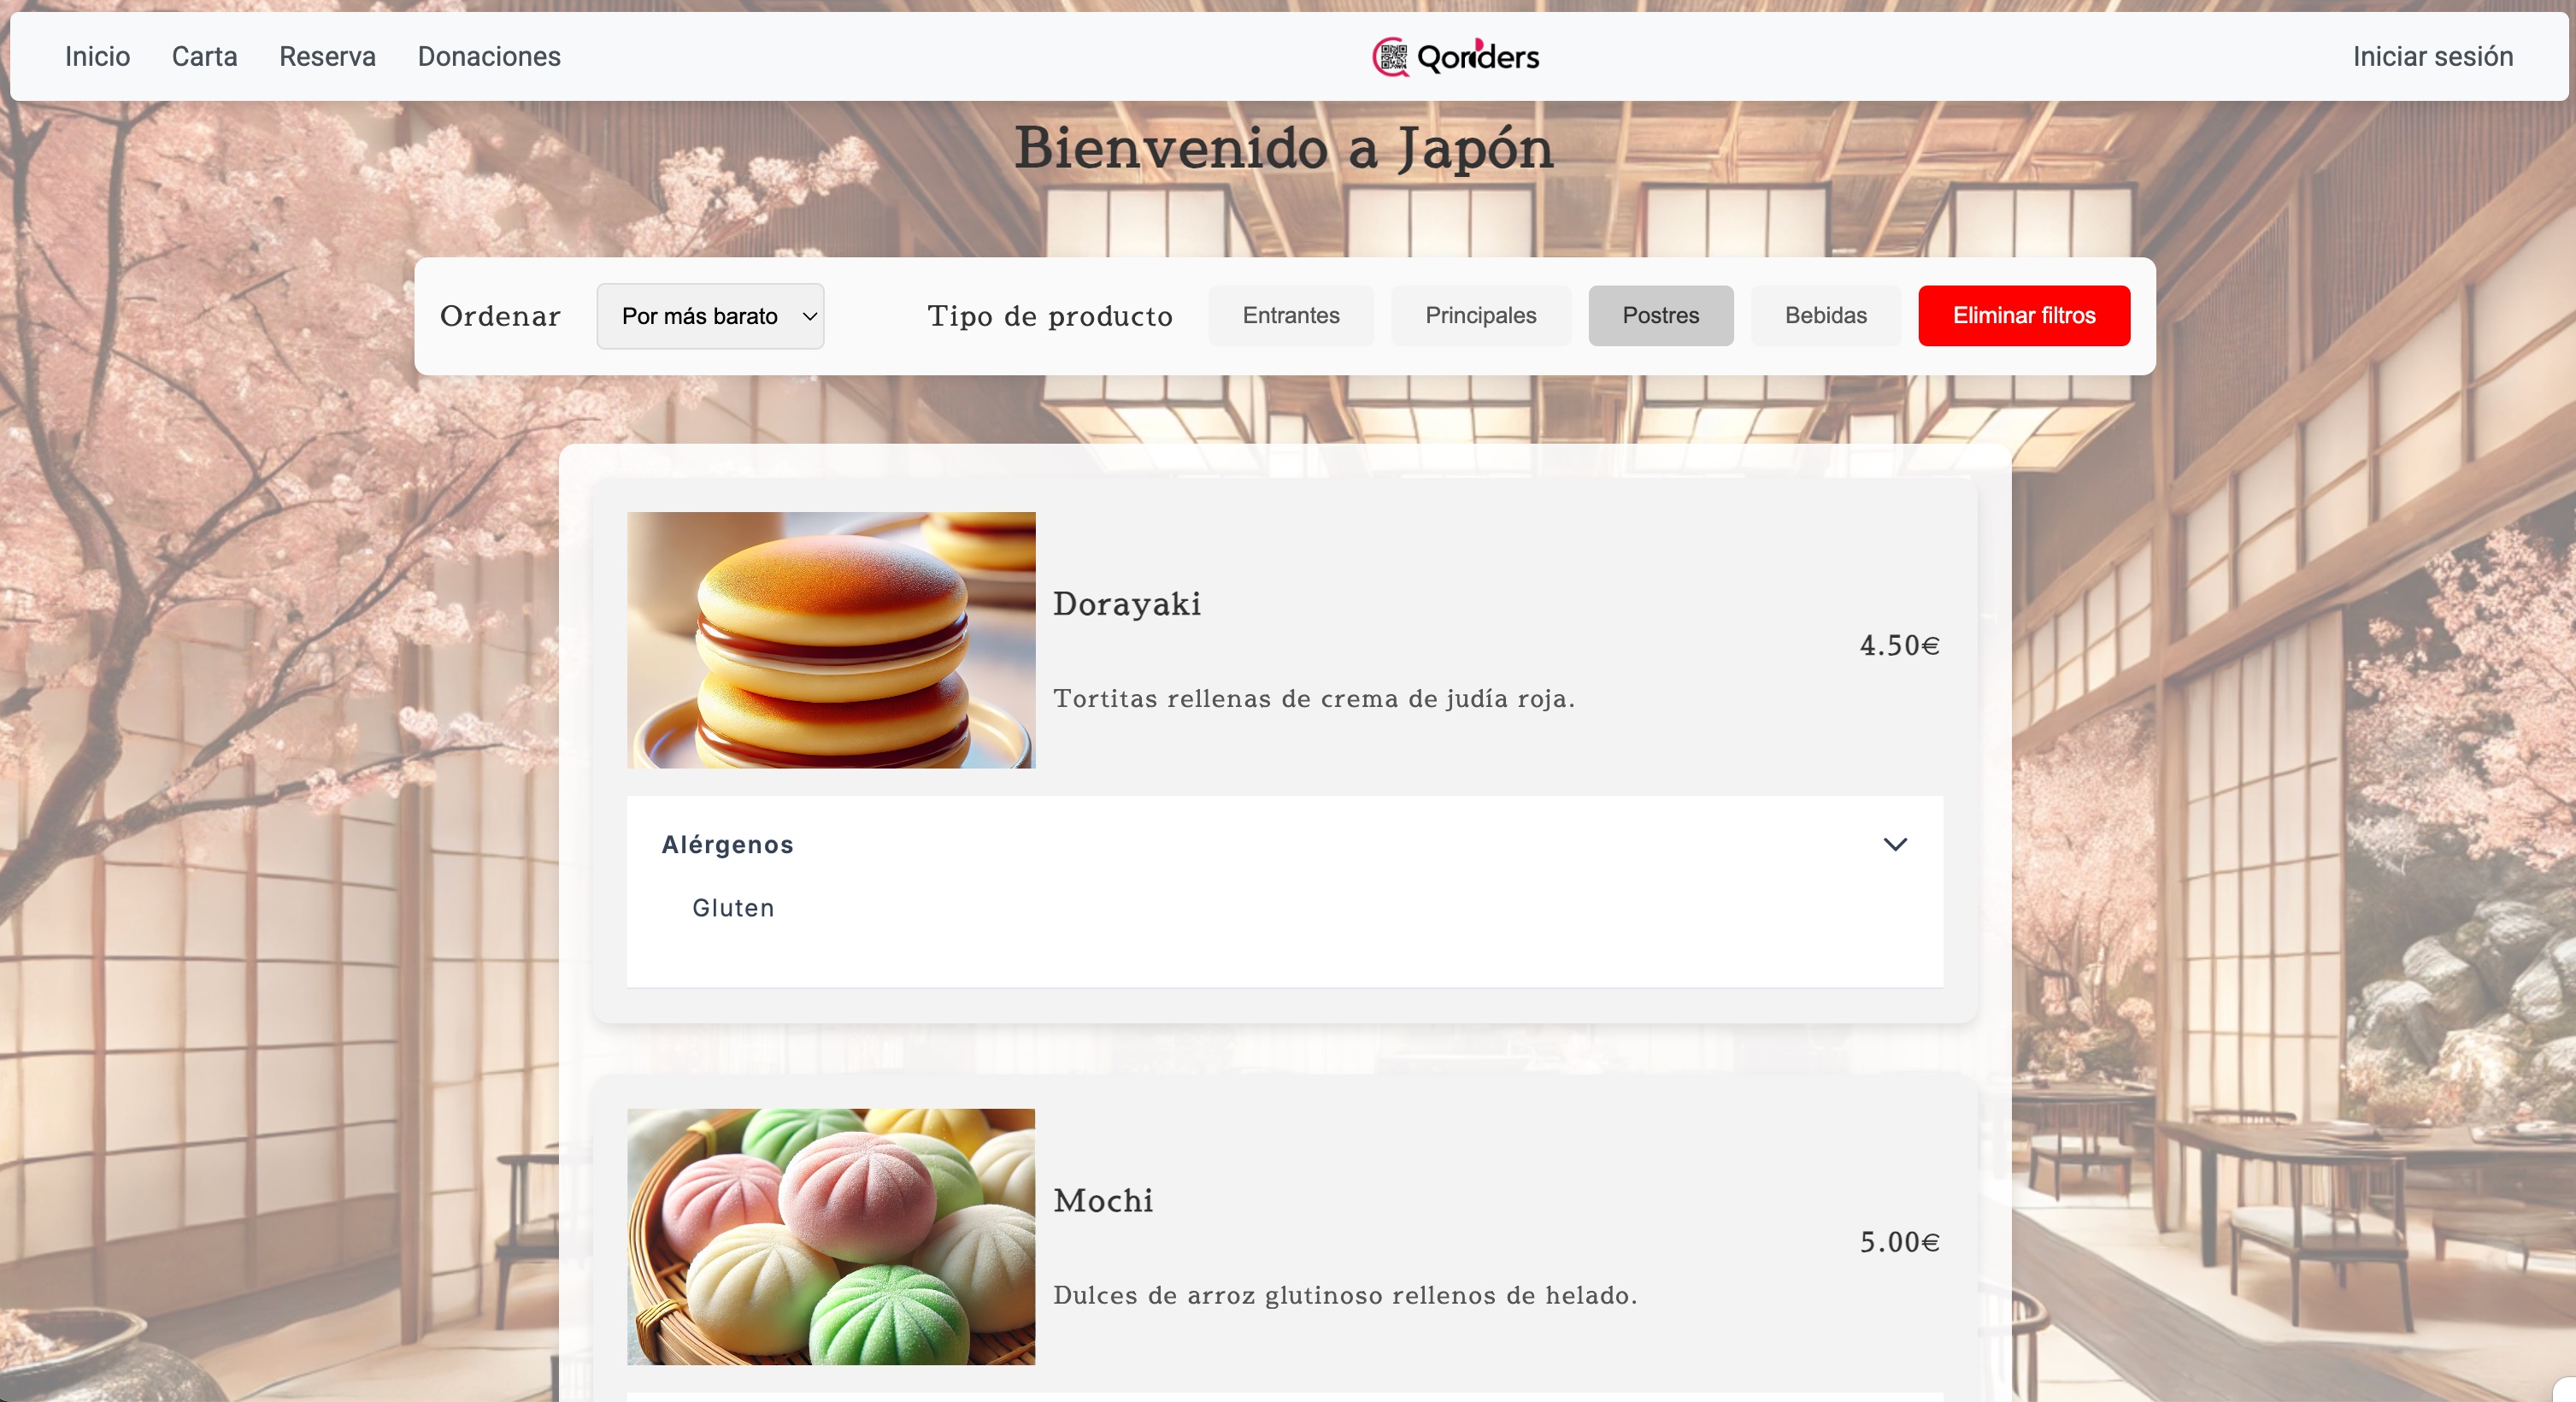 Inicio Carta Reserva Donaciones Qorders Iniciar sesión
Bienvenido a Japón
Ordenar Por más barato Tipo de producto Entrantes Principales Postres Bebidas Eliminar filtros
Dorayaki
4.50€
Tortitas rellenas de crema de judía roja.
Alérgenos
Gluten
Mochi
5.00€
Dulces de arroz glutinoso rellenos de helado.